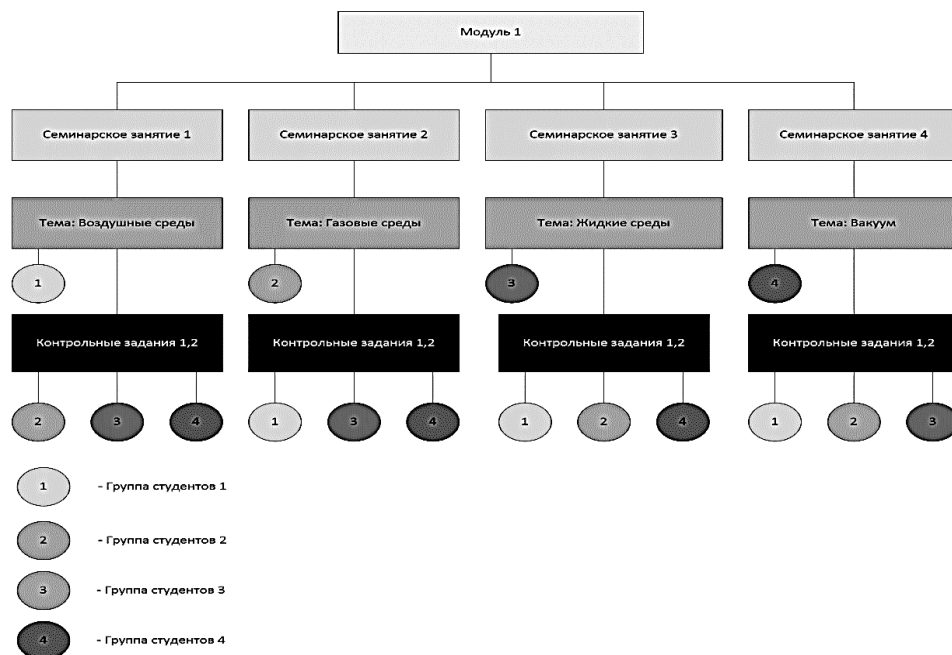 Модуль 1
Семинарское занятие 1
Семинарское занятие 2
Семинарское занятие 3
Семинарское занятие 4
Тема: Воздушные среды
Тема: Газовые среды
Тема: Жидкие среды
Тема: Вакуум
1
2
3
4
Контрольные задания 1,2
Контрольные задания 1,2
Контрольные задания 1,2
Контрольные задания 1,2
2
3
4
1
3
4
1
2
4
1
2
3
1 - Группа студентов 1
2 - Группа студентов 2
3 - Группа студентов 3
4 - Группа студентов 4